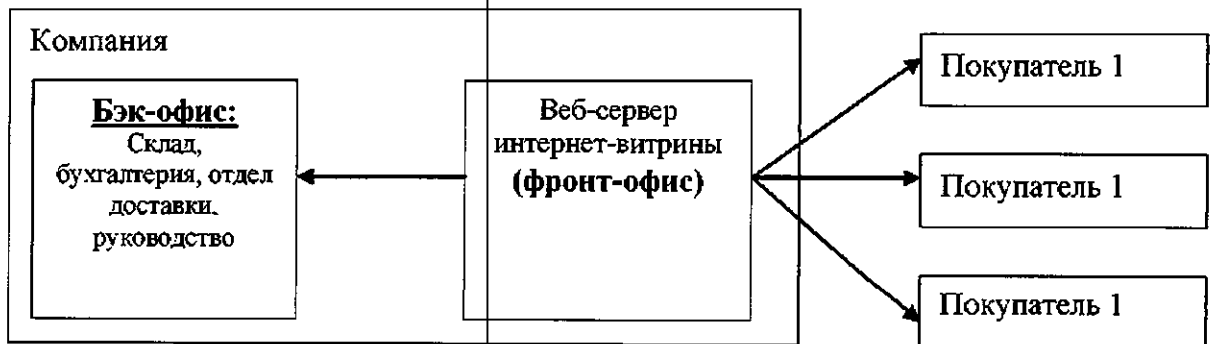 Компания
Бэк-офис:
Склад,
бухгалтерия, отдел
доставки.
руководство
Веб-сервер
интернет-витрины
(фронт-офис)
Покупатель 1
Покупатель 1
Покупатель 1